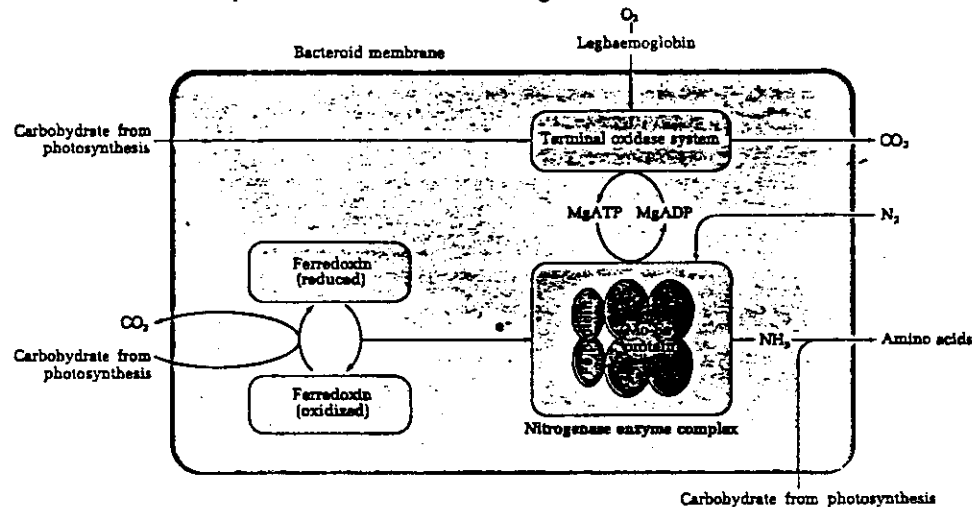 O₂
Leghaemoglobin
Bacteroid membrane
Carbohydrate from
photosynthesis
Terminal oxidase system
CO₂
MgATP MgADP
N₂
Ferredoxin
(reduced)
CO₂
Carbohydrate from
photosynthesis
e⁻
protein
NH₃
Amino acids
Ferredoxin
(oxidized)
Nitrogenase enzyme complex
Carbohydrate from photosynthesis